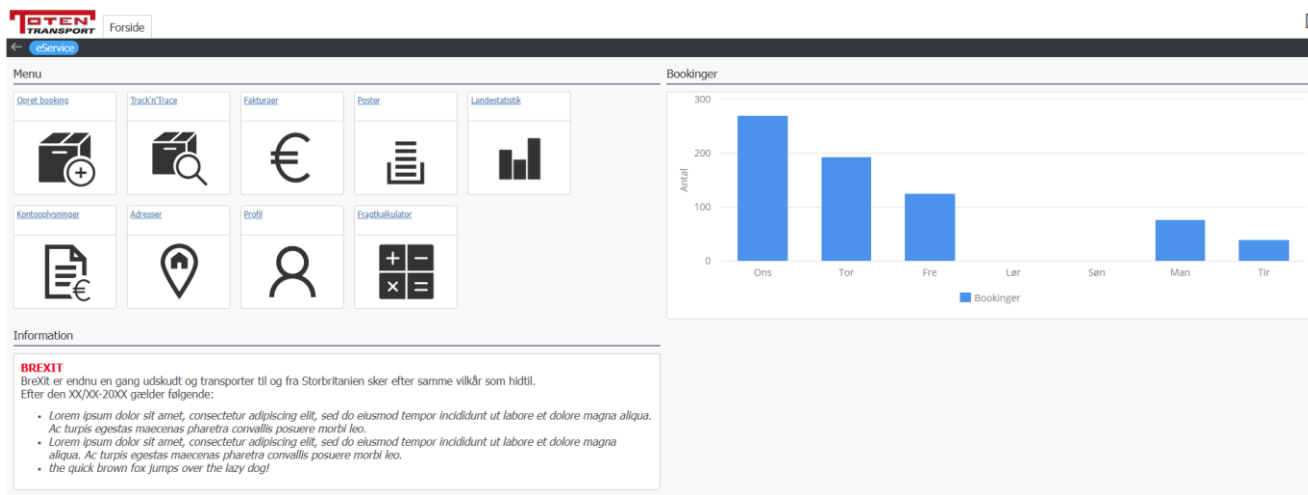 TOTEN
TRANSPORT
Forside
eService
Menu
Opret booking
Track'n'Trace
Fakturaer
Poster
Landestatistik
Kontooplysninger
Adresser
Profil
Fragtkalkulator
Bookinger
300
200
100
0
Antal
Ons
Tor
Fre
Lør
Søn
Man
Tir
Bookinger
Information
BREXIT
BreXit er endnu en gang udskudt og transporter til og fra Storbritanien sker efter samme vilkår som hidtil.
Efter den XX/XX-20XX gælder følgende:
• Lorem ipsum dolor sit amet, consectetur adipiscing elit, sed do eiusmod tempor incididunt ut labore et dolore magna aliqua.
Ac turpis egestas maecenas pharetra convallis posuere morbi leo.
• Lorem ipsum dolor sit amet, consectetur adipiscing elit, sed do eiusmod tempor incididunt ut labore et dolore magna
aliqua. Ac turpis egestas maecenas pharetra convallis posuere morbi leo.
• the quick brown fox jumps over the lazy dog!